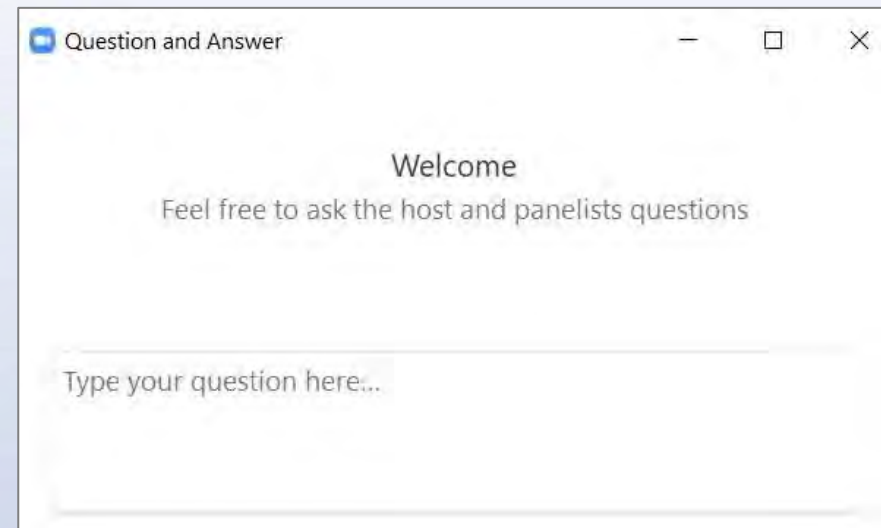 Question and Answer
Welcome
Feel free to ask the host and panelists questions
Type your question here...